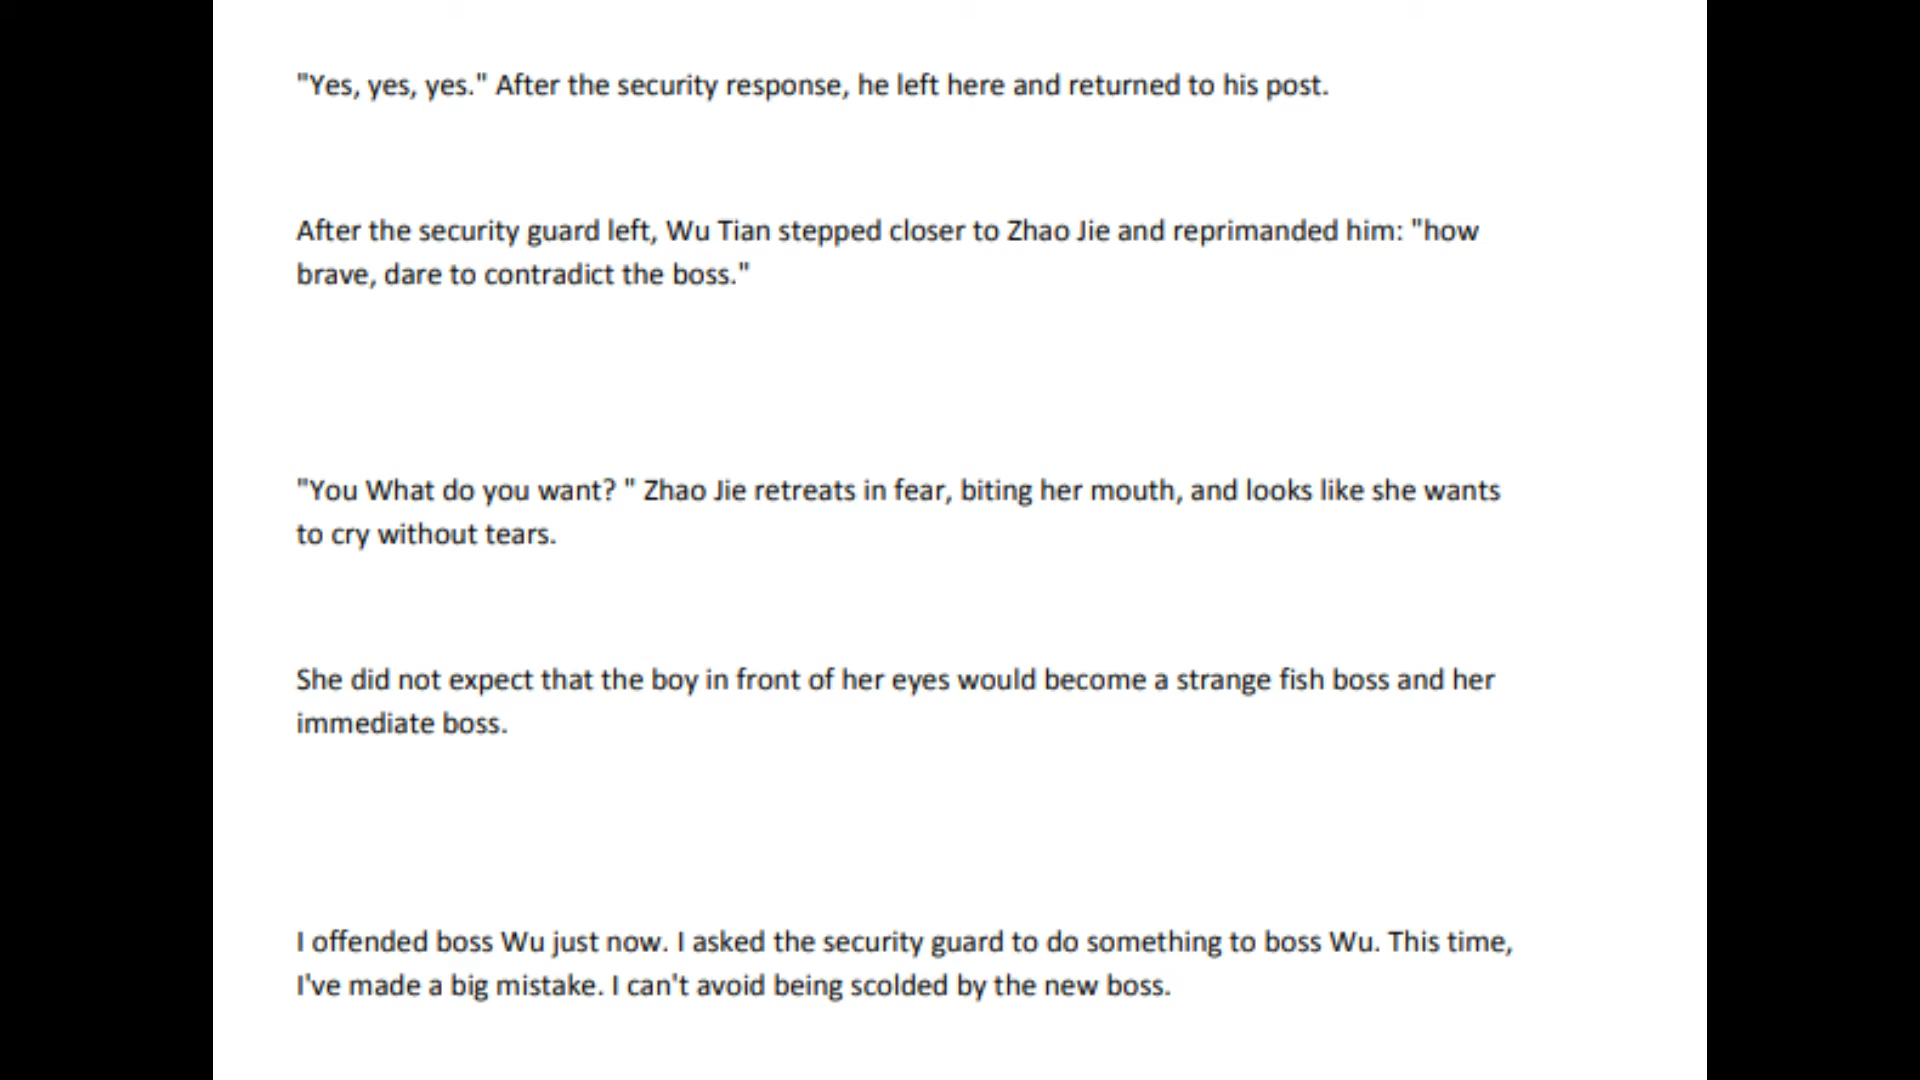 "Yes, yes, yes." After the security response, he left here and returned to his post.
After the security guard left, Wu Tian stepped closer to Zhao Jie and reprimanded him: "how
brave, dare to contradict the boss."
"You What do you want? " Zhao Jie retreats in fear, biting her mouth, and looks like she wants
to cry without tears.
She did not expect that the boy in front of her eyes would become a strange fish boss and her
immediate boss.
I offended boss Wu just now. I asked the security guard to do something to boss Wu. This time,
I've made a big mistake. I can't avoid being scolded by the new boss.